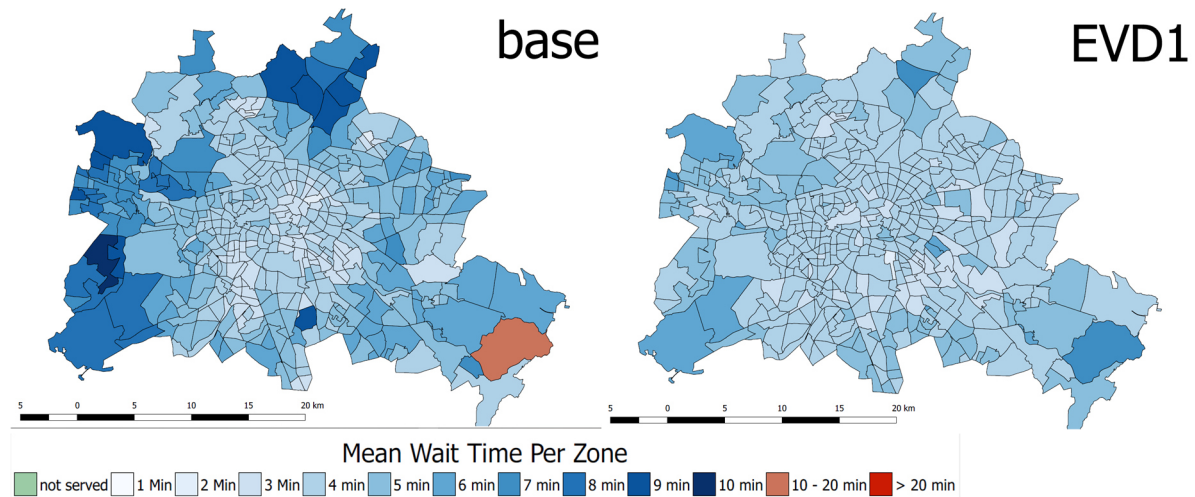 base
EVD1
5 0 5 10 15 20 km
5 0 5 10 15 20 km
Mean Wait Time Per Zone
not served 1 Min 2 Min 3 Min 4 min 5 min 6 min 7 min 8 min 9 min 10 min 10 - 20 min > 20 min